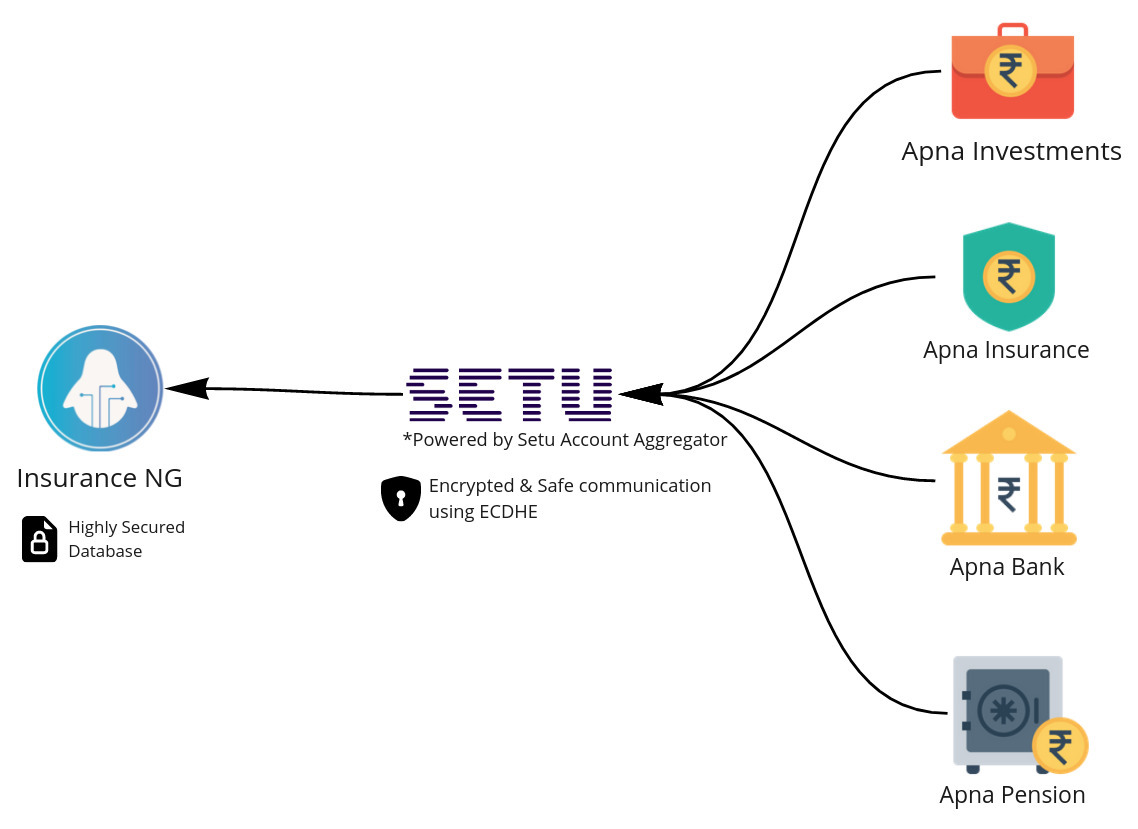 Apna Investments
Apna Insurance
SETU
*Powered by Setu Account Aggregator
Insurance NG
Encrypted & Safe communication
using ECDHE
Highly Secured
Database
₹
₹
₹
Apna Bank
₹
Apna Pension